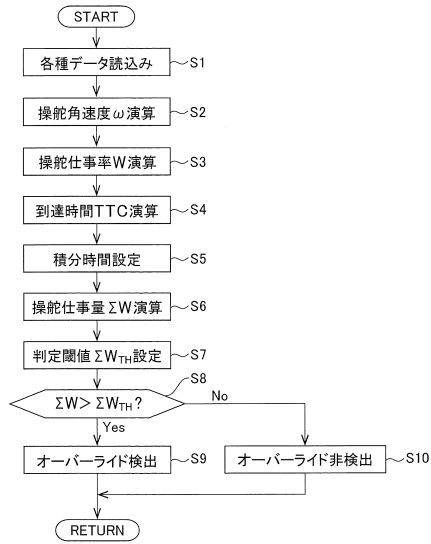 START
各種データ読込み S1
操舵角速度ω演算 S2
操舵仕事率W演算 S3
到達時間TTC演算 S4
積分時間設定 S5
操舵仕事量ΣW演算 S6
判定閾値ΣWTH設定 S7
S8
ΣW>ΣWTH?
No
Yes
オーバーライド検出 S9
オーバーライド非検出 S10
RETURN